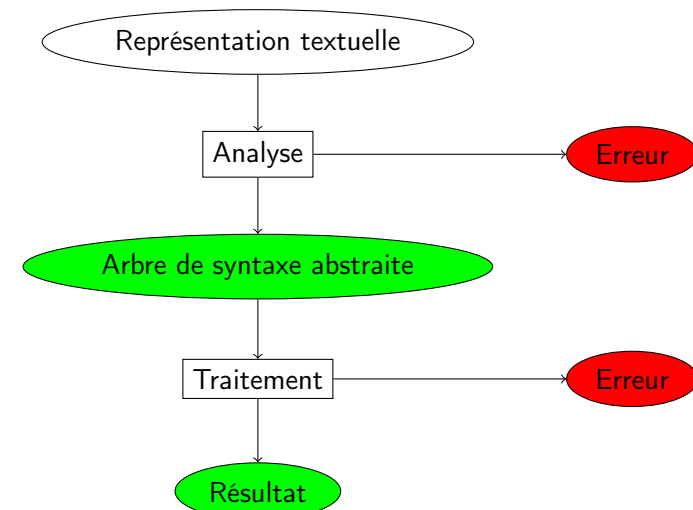 Représentation textuelle
Analyse
Erreur
Arbre de syntaxe abstraite
Traitement
Erreur
Résultat